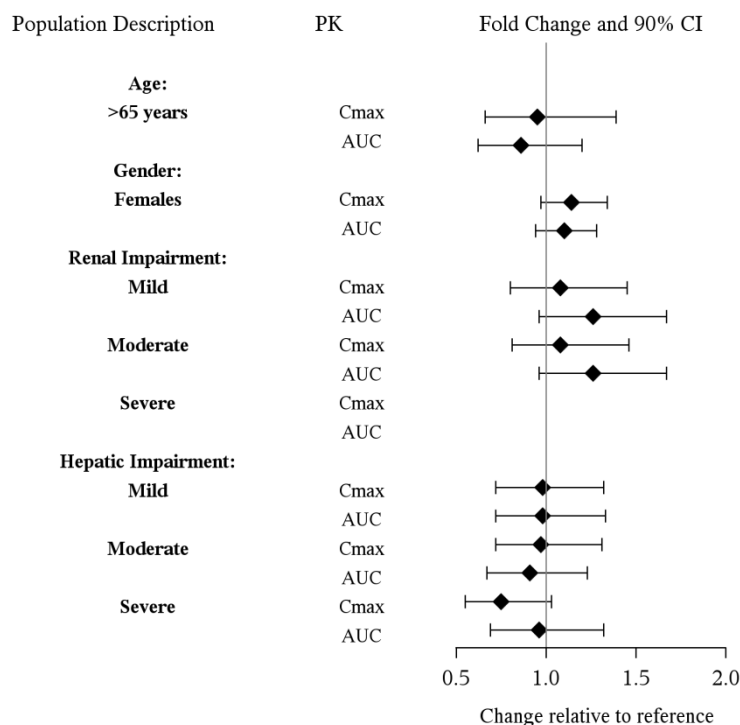 Population Description PK Fold Change and 90% CI
Age:
>65 years Cmax
AUC
Gender:
Females Cmax
AUC
Renal Impairment:
Mild Cmax
AUC
Moderate Cmax
AUC
Severe Cmax
AUC
Hepatic Impairment:
Mild Cmax
AUC
Moderate Cmax
AUC
Severe Cmax
AUC
0.5 1.0 1.5 2.0
Change relative to reference